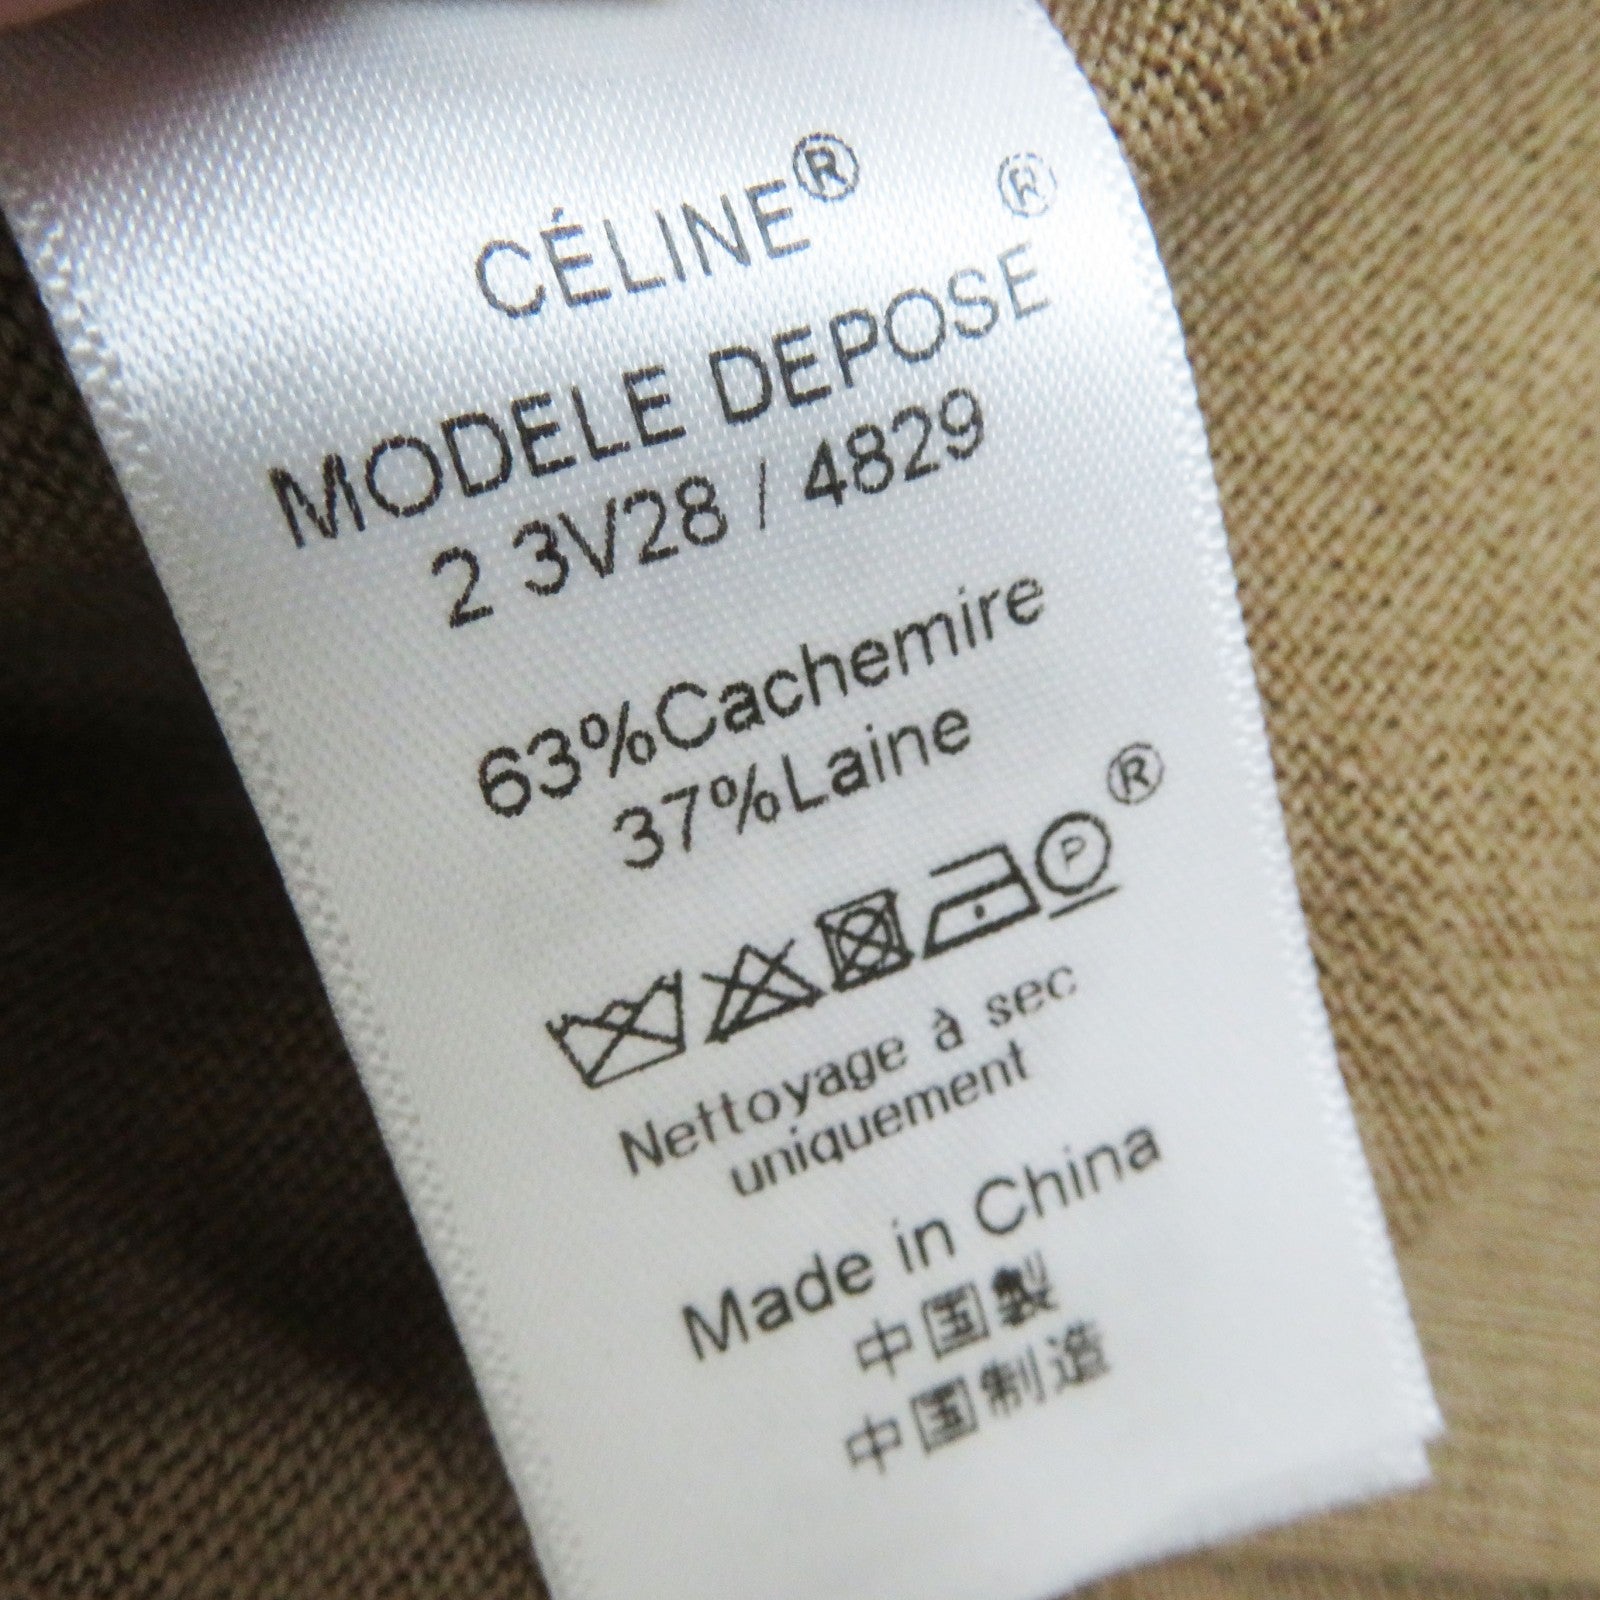 CÉLINE®
MODELE DEPOSE®
2 3V28 / 4829
63%Cachemire
37%Laine
P ®
Nettoyage à sec
uniquement
Made in China
中国製
中国制造